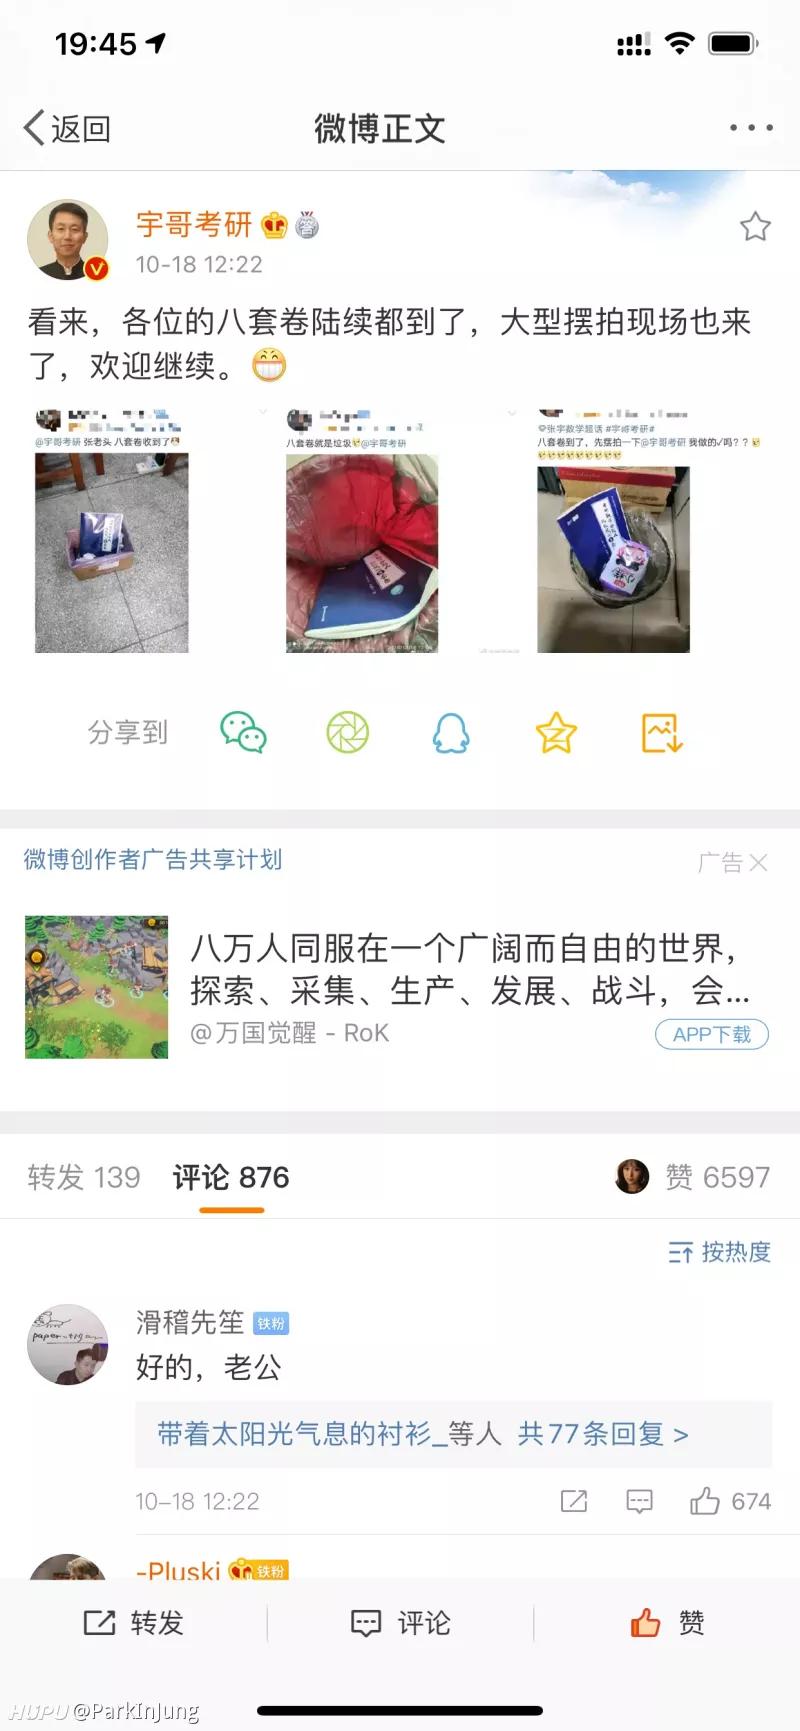 19:45
返回
微博正文
宇哥考研
10-18 12:22
看来，各位的八套卷陆续都到了，大型摆拍现场也来
了，欢迎继续。
@宇哥考研 张老头 八套卷收到了
八套卷就是垃圾@宇哥考研
张宇数学超话 #宇哥考研#
八套卷到了，先摆拍一下@宇哥考研 我做的√吗？？
分享到
微博创作者广告共享计划
广告
八万人同服在一个广阔而自由的世界，
探索、采集、生产、发展、战斗，会...
@万国觉醒 - RoK
APP下载
转发 139
评论 876
赞 6597
按热度
滑稽先笙 铁粉
好的，老公
带着太阳光气息的衬衫_等人 共77条回复 >
10-18 12:22
674
-Pluski 铁粉
转发
评论
赞
HUPU @ParkInJung